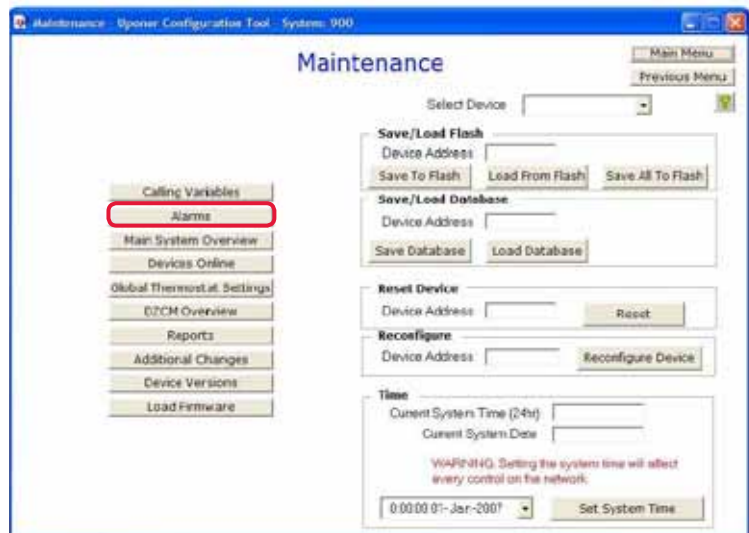 Maintenance - Uponor Configuration Tool - System: 900
Maintenance
Main Menu
Previous Menu
Select Device
Calling Variables
Alarms
Main System Overview
Devices Online
Global Thermostat Settings
DZCM Overview
Reports
Additional Changes
Device Versions
Load Firmware
Save/Load Flash
Device Address
Save To Flash
Load From Flash
Save All To Flash
Save/Load Database
Device Address
Save Database
Load Database
Reset Device
Device Address
Reset
Reconfigure
Device Address
Reconfigure Device
Time
Current System Time (24hr)
Current System Date
WARNING. Setting the system time will affect
every control on the network.
0:00:00 01-Jan-2007
Set System Time